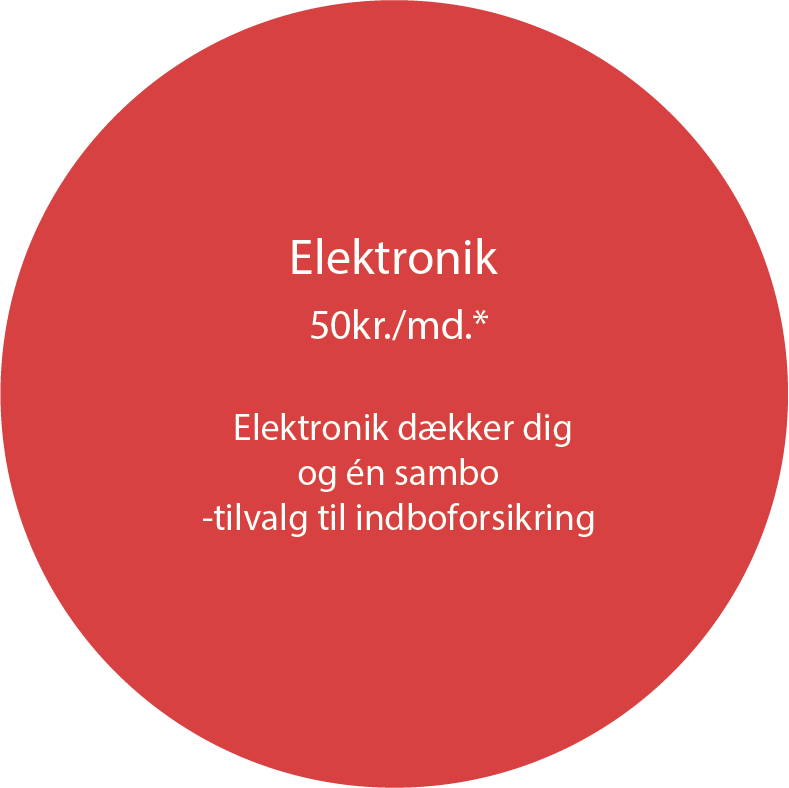 Elektronik
50kr./md.*
Elektronik dækker dig
og én sambo
-tilvalg til indboforsikring